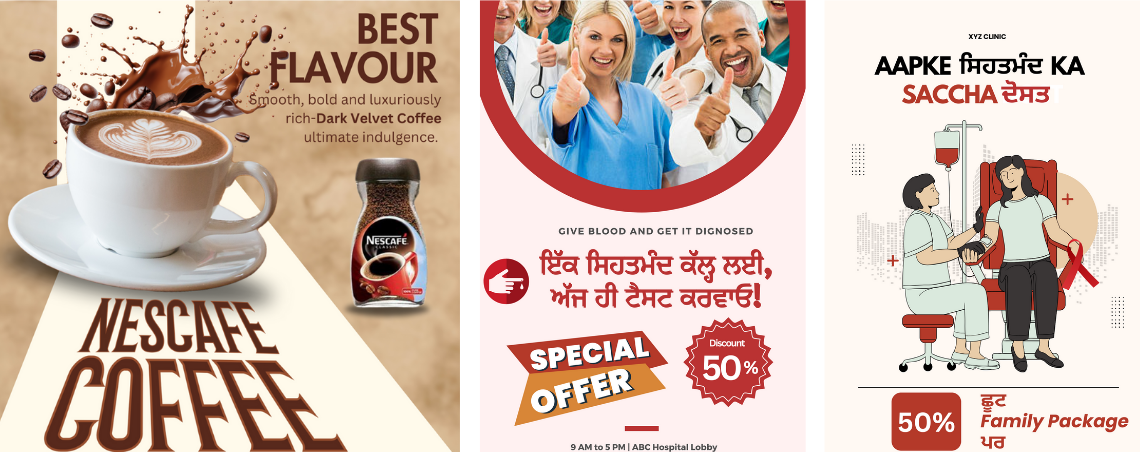 BEST
FLAVOUR
Smooth, bold and luxuriously
rich-Dark Velvet Coffee
ultimate indulgence.
NESCAFÉ
CLASSIC
NESCAFE
COFFEE
GIVE BLOOD AND GET IT DIGNOSED
ਇੱਕ ਸਿਹਤਮੰਦ ਕੱਲ੍ਹ ਲਈ,
ਅੱਜ ਹੀ ਟੈਸਟ ਕਰਵਾਓ!
SPECIAL
OFFER
Discount
50%
9 AM to 5 PM | ABC Hospital Lobby
XYZ CLINIC
AAPKE ਸਿਹਤਮੰਦ KA
SACCHA ਦੋਸਤ
50%
ਛੂਟ
Family Package
ਪਰ